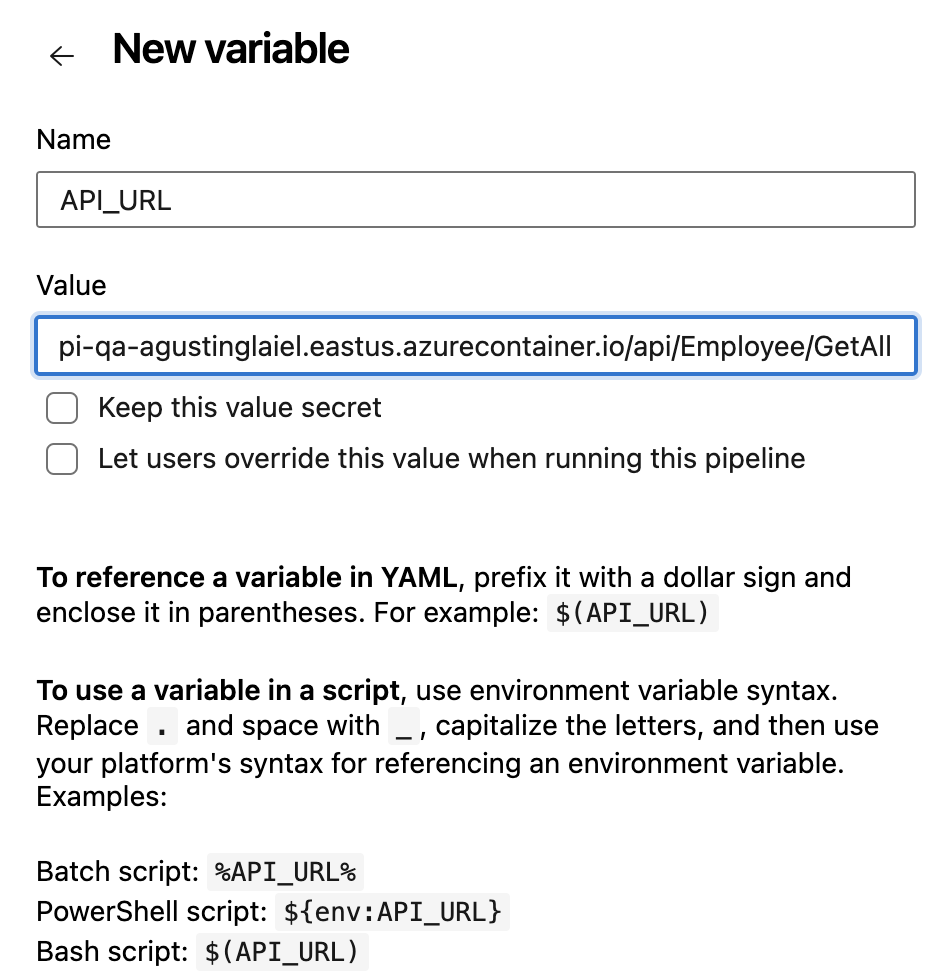 New variable
Name
API_URL
Value
pi-qa-agustinglaiel.eastus.azurecontainer.io/api/Employee/GetAll
Keep this value secret
Let users override this value when running this pipeline
To reference a variable in YAML, prefix it with a dollar sign and
enclose it in parentheses. For example: $(API_URL)
To use a variable in a script, use environment variable syntax.
Replace . and space with _, capitalize the letters, and then use
your platform's syntax for referencing an environment variable.
Examples:
Batch script: %API_URL%
PowerShell script: ${env:API_URL}
Bash script: $(API_URL)